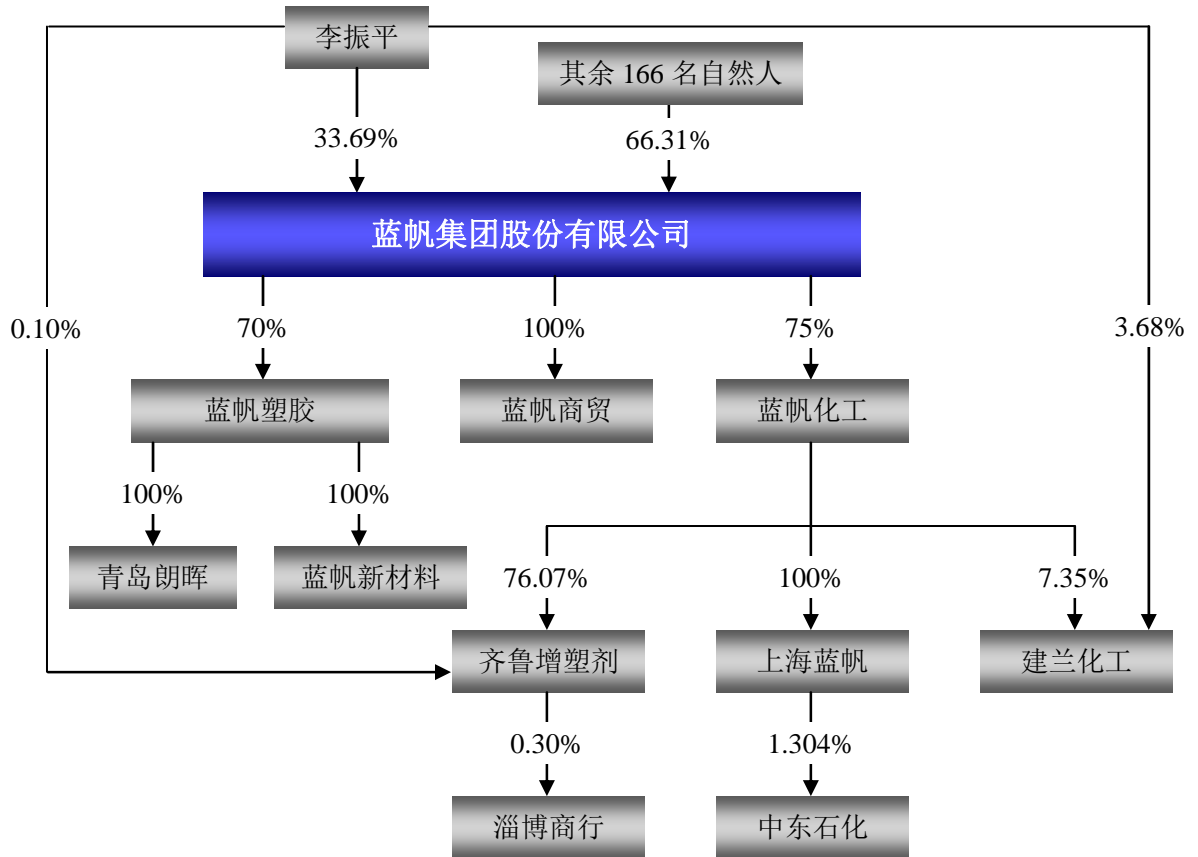 李振平
其余 166 名自然人
33.69%
66.31%
蓝帆集团股份有限公司
0.10%
70%
100%
75%
3.68%
蓝帆塑胶
蓝帆商贸
蓝帆化工
100%
100%
青岛朗晖
蓝帆新材料
76.07%
100%
7.35%
齐鲁增塑剂
上海蓝帆
建兰化工
0.30%
1.304%
淄博商行
中东石化